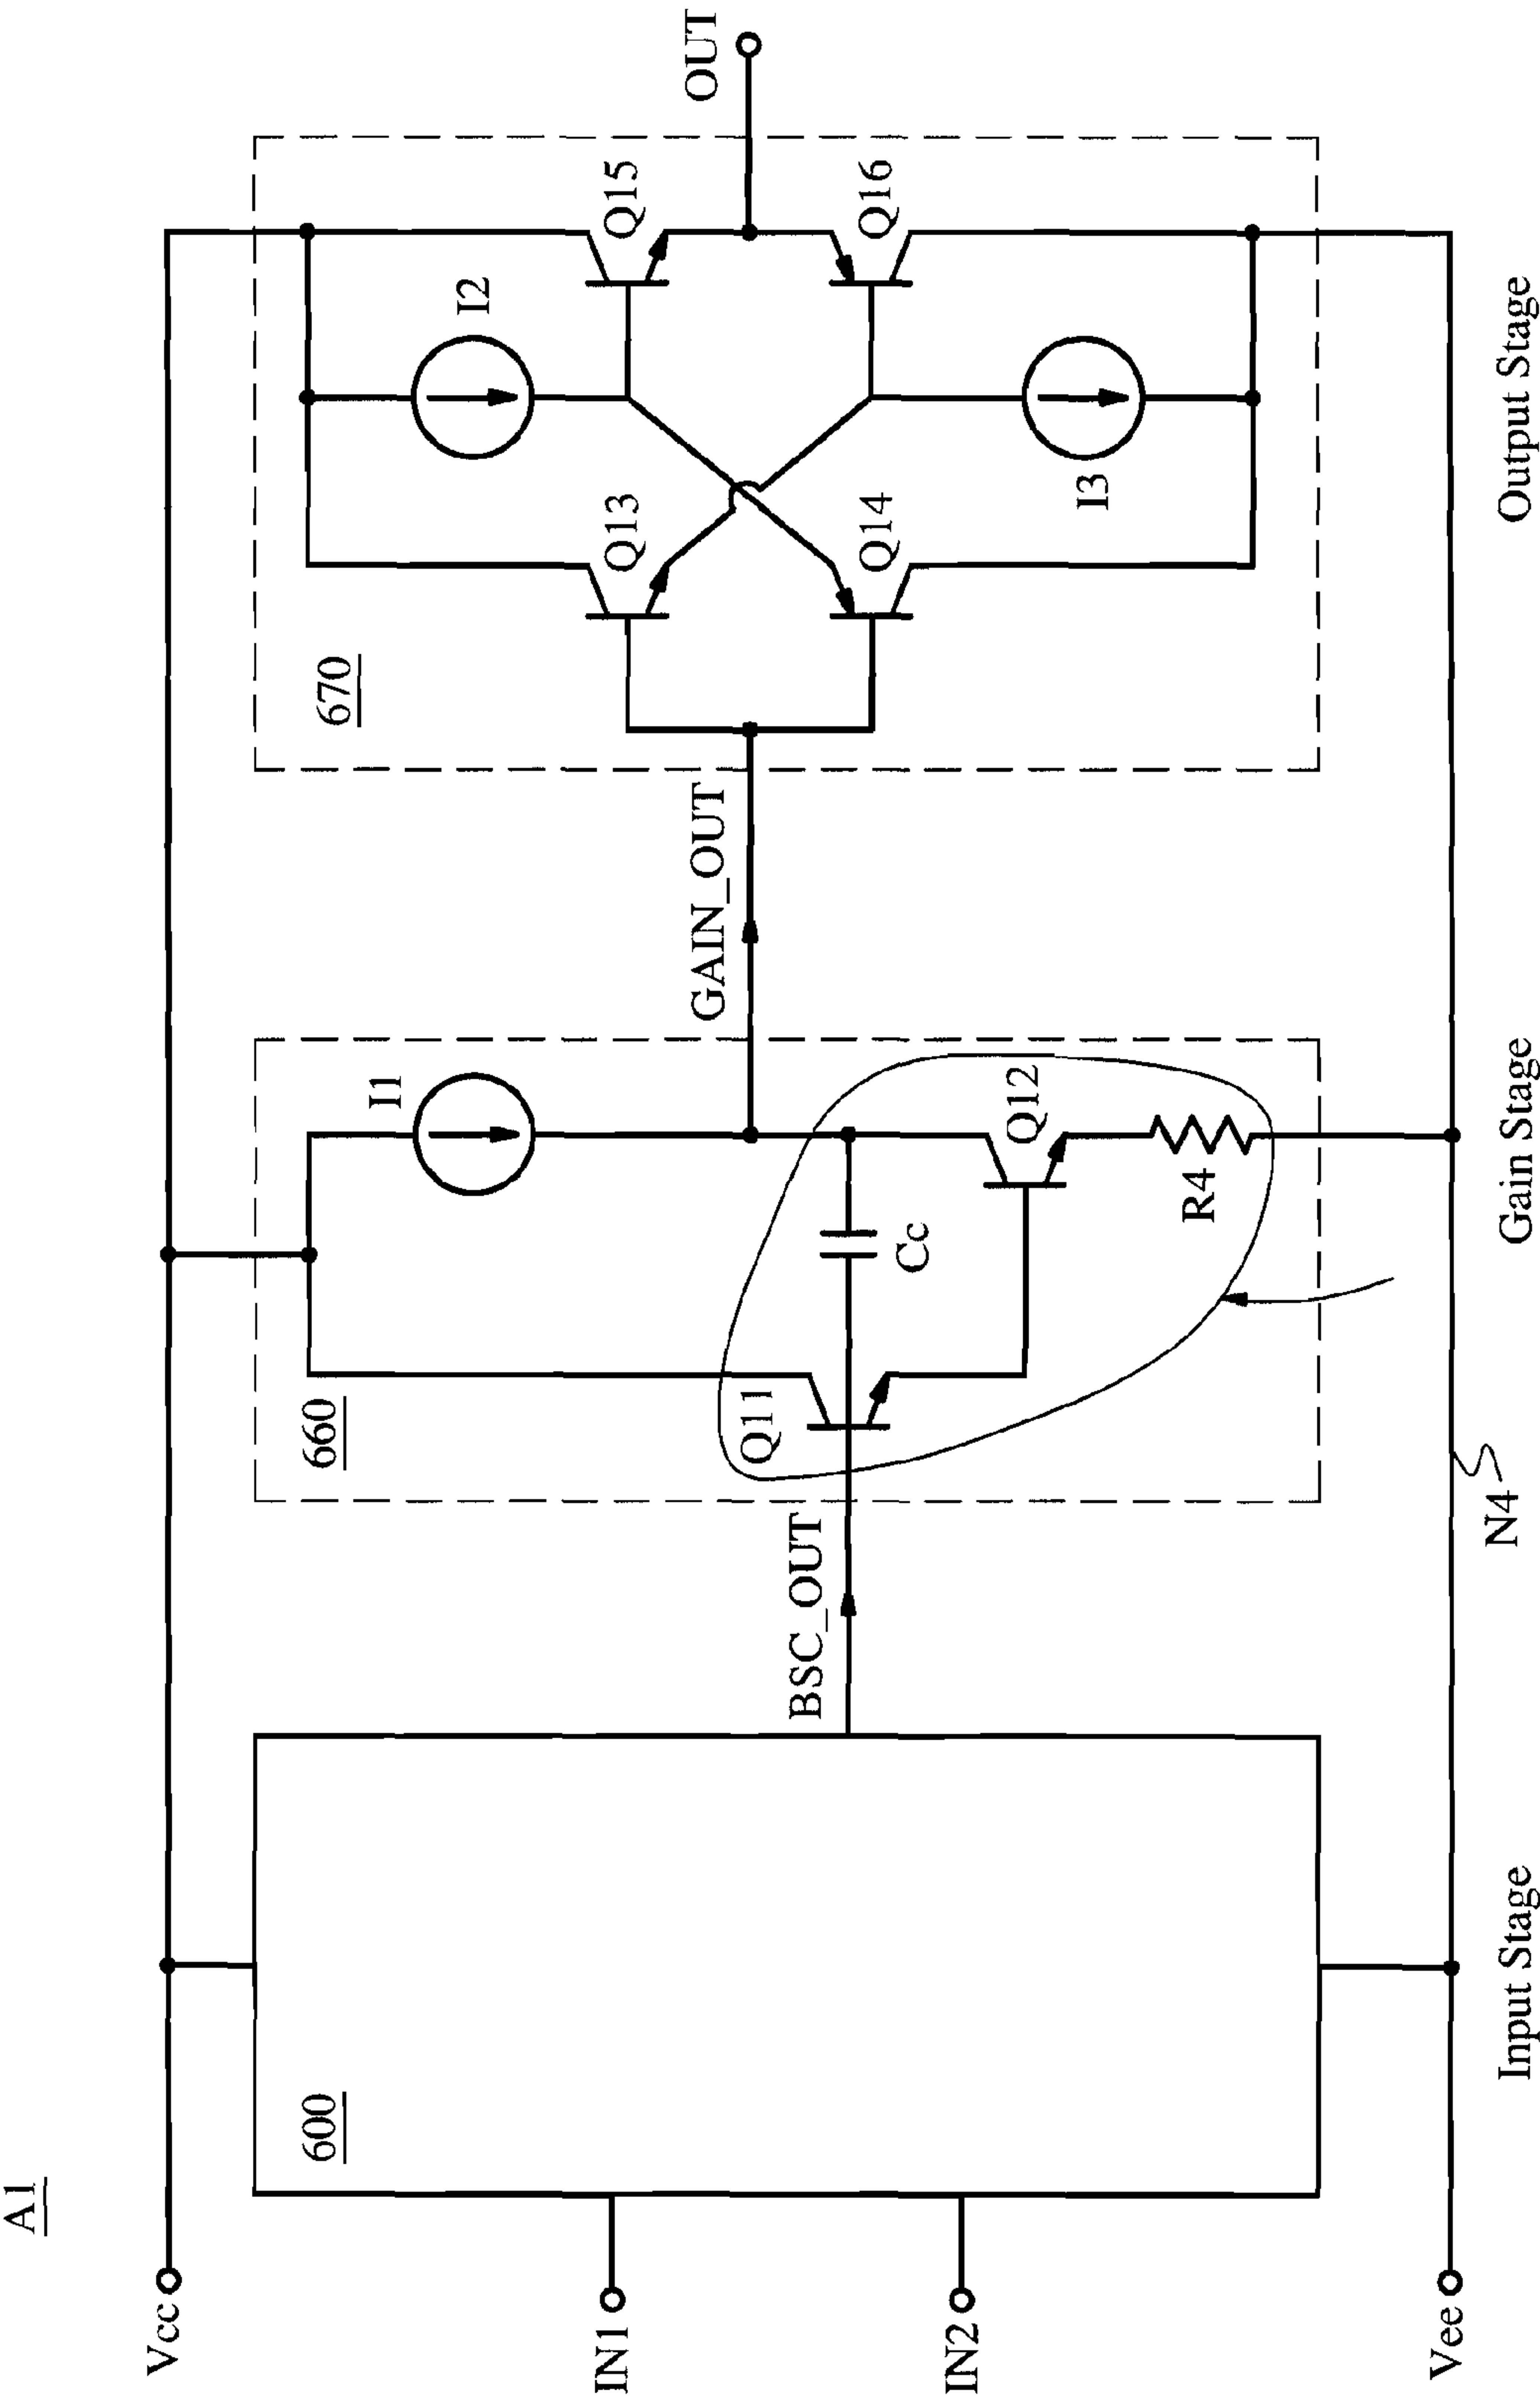 A1
Vcc
IN1
IN2
Vee
600
BSC_OUT
660
Q11
Cc
I1
Q12
R4
GAIN_OUT
670
Q13
Q14
I2
I3
Q15
Q16
OUT
N4
Input Stage
Gain Stage
Output Stage